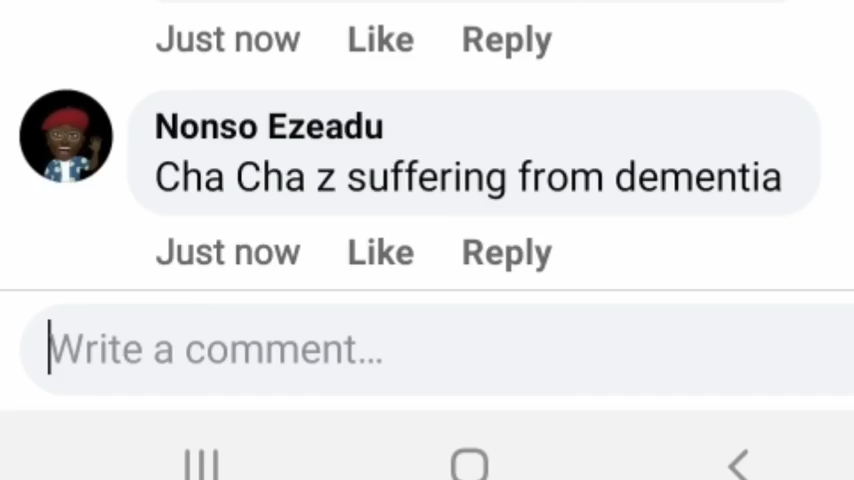 Just now Like Reply
Nonso Ezeadu
Cha Cha z suffering from dementia
Just now Like Reply
Write a comment...